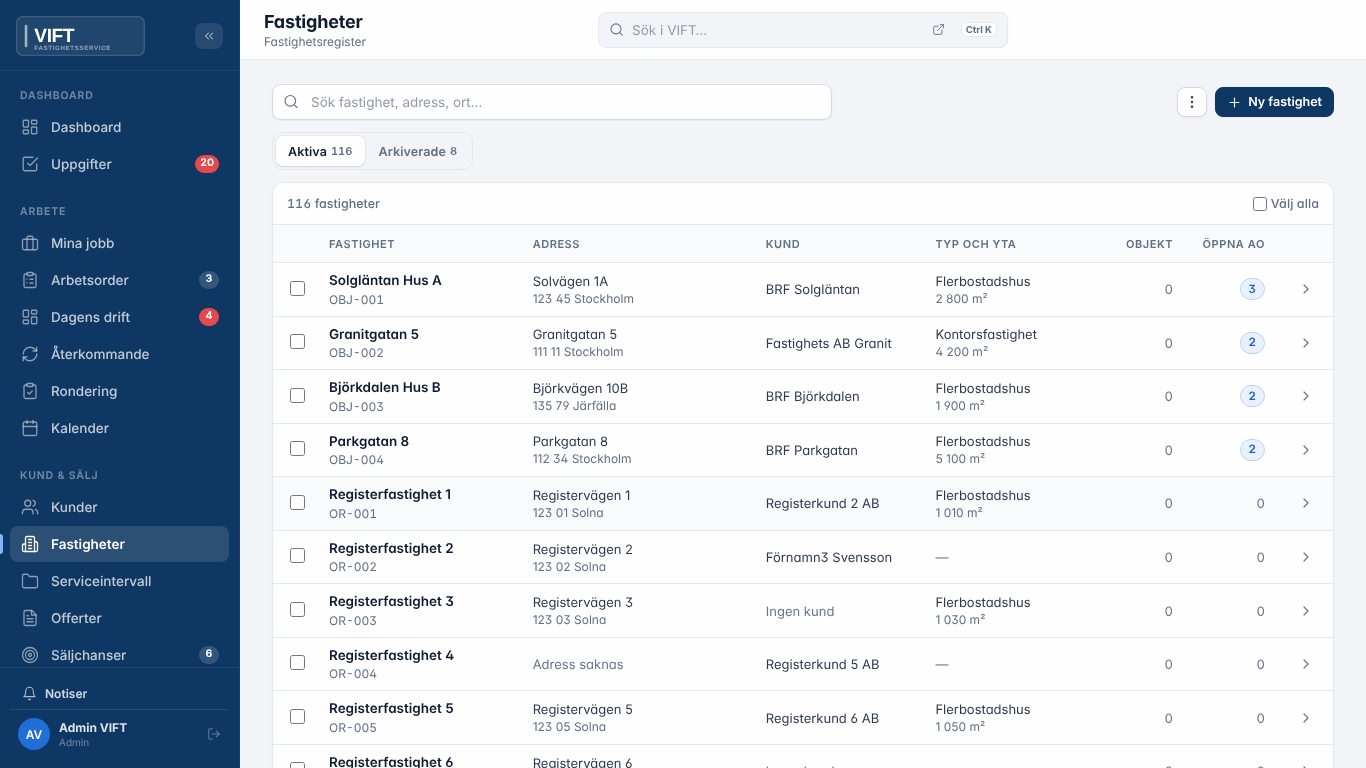 VIFT
FASTIGHETSSERVICE
Fastigheter
Fastighetsregister
Sök i VIFT...
Ctrl K
DASHBOARD
Dashboard
Uppgifter 20
ARBETE
Mina jobb
Arbetsorder 3
Dagens drift 4
Återkommande
Rondering
Kalender
KUND & SÄLJ
Kunder
Fastigheter
Serviceintervall
Offerter
Säljchanser 6
Notiser
AV
Admin VIFT
Admin
Sök fastighet, adress, ort...
Ny fastighet
Aktiva 116 Arkiverade 8
116 fastigheter Välj alla
FASTIGHET ADRESS KUND TYP OCH YTA OBJEKT ÖPPNA AO
Solgläntan Hus A Solvägen 1A BRF Solgläntan Flerbostadshus 0 3
OBJ-001 123 45 Stockholm 2 800 m²
Granitgatan 5 Granitgatan 5 Fastighets AB Granit Kontorsfastighet 0 2
OBJ-002 111 11 Stockholm 4 200 m²
Björkdalen Hus B Björkvägen 10B BRF Björkdalen Flerbostadshus 0 2
OBJ-003 135 79 Järfälla 1 900 m²
Parkgatan 8 Parkgatan 8 BRF Parkgatan Flerbostadshus 0 2
OBJ-004 112 34 Stockholm 5 100 m²
Registerfastighet 1 Registervägen 1 Registerkund 2 AB Flerbostadshus 0 0
OR-001 123 01 Solna 1 010 m²
Registerfastighet 2 Registervägen 2 Förnamn3 Svensson — 0 0
OR-002 123 02 Solna
Registerfastighet 3 Registervägen 3 Ingen kund Flerbostadshus 0 0
OR-003 123 03 Solna 1 030 m²
Registerfastighet 4 Adress saknas Registerkund 5 AB — 0 0
OR-004
Registerfastighet 5 Registervägen 5 Registerkund 6 AB Flerbostadshus 0 0
OR-005 123 05 Solna 1 050 m²
Registerfastighet 6 Registervägen 6